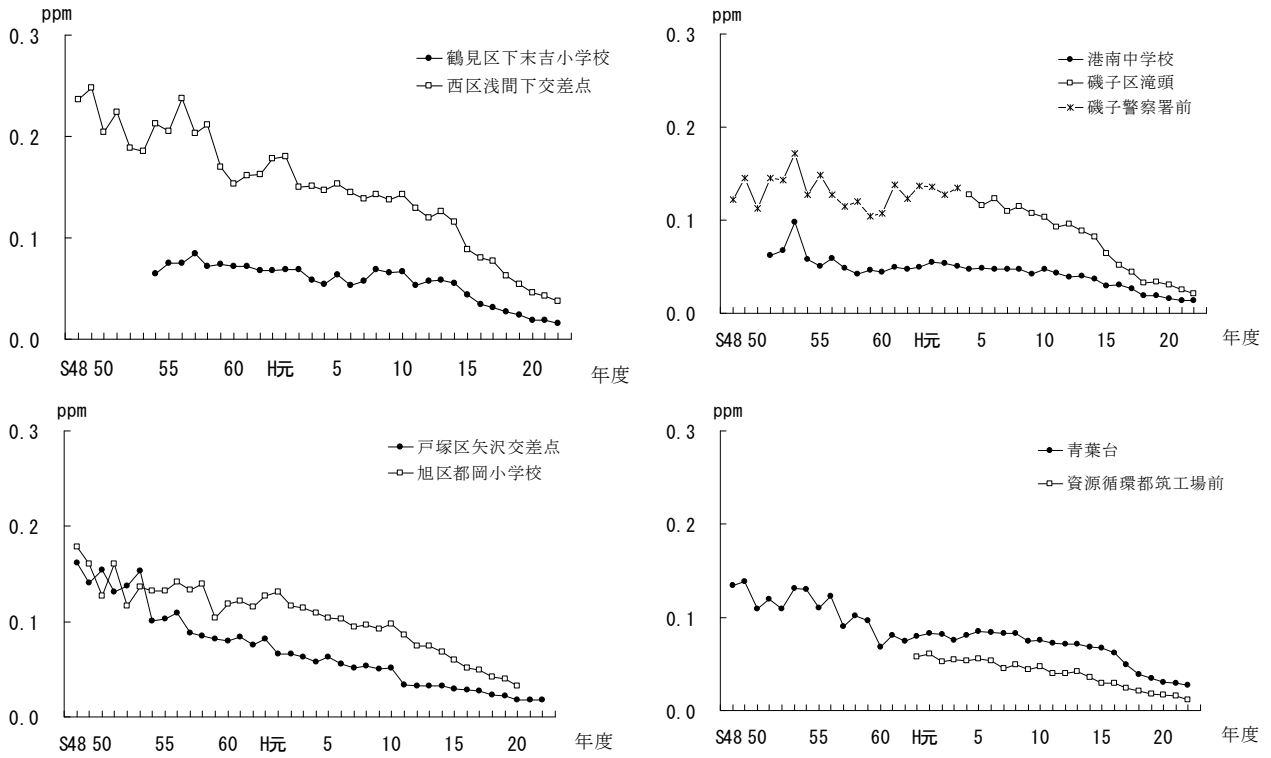 ppm
0.3
0.2
0.1
0.0
鶴見区下末吉小学校
西区浅間下交差点
S48 50 55 60 H元 5 10 15 20 年度
ppm
0.3
0.2
0.1
0.0
港南中学校
磯子区滝頭
磯子警察署前
S48 50 55 60 H元 5 10 15 20 年度
ppm
0.3
0.2
0.1
0.0
戸塚区矢沢交差点
旭区都岡小学校
S48 50 55 60 H元 5 10 15 20 年度
ppm
0.3
0.2
0.1
0.0
青葉台
資源循環都筑工場前
S48 50 55 60 H元 5 10 15 20 年度